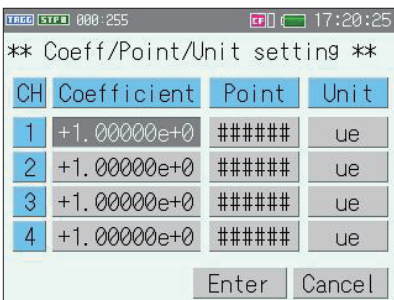 TRGG STPM 000:255 CF 17:20:25
** Coeff/Point/Unit setting **
CH Coefficient Point Unit
1 +1.00000e+0 ###### ue
2 +1.00000e+0 ###### ue
3 +1.00000e+0 ###### ue
4 +1.00000e+0 ###### ue
Enter Cancel